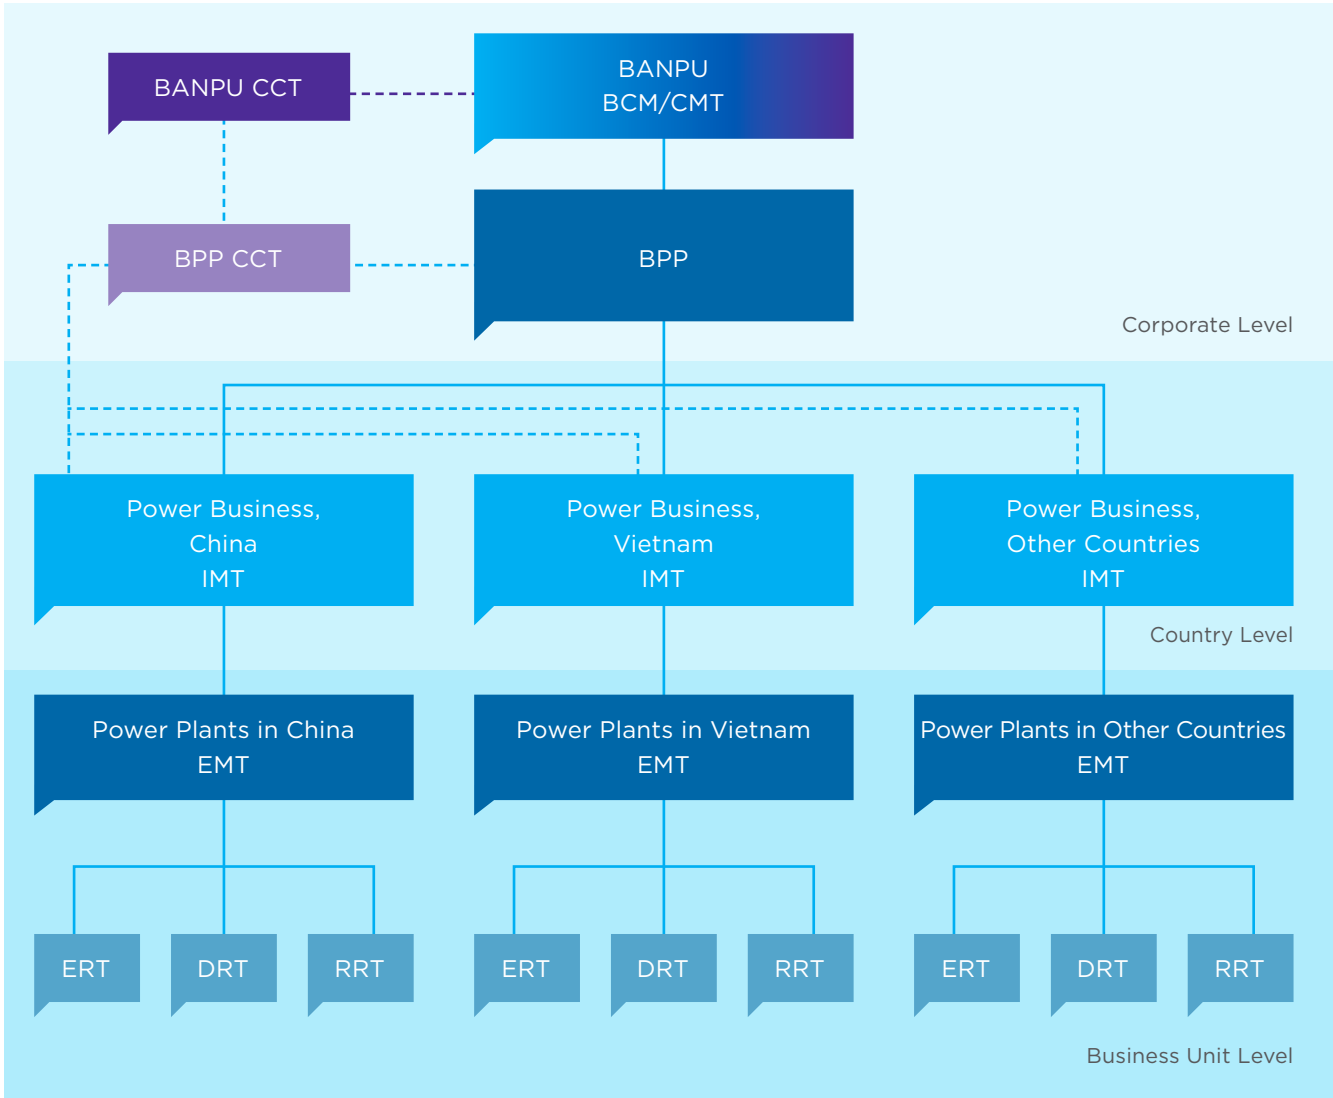 BANPU CCT
BANPU
BCM/CMT
BPP CCT
BPP
Corporate Level
Power Business,
China
IMT
Power Business,
Vietnam
IMT
Power Business,
Other Countries
IMT
Country Level
Power Plants in China
EMT
Power Plants in Vietnam
EMT
Power Plants in Other Countries
EMT
ERT
DRT
RRT
ERT
DRT
RRT
ERT
DRT
RRT
Business Unit Level